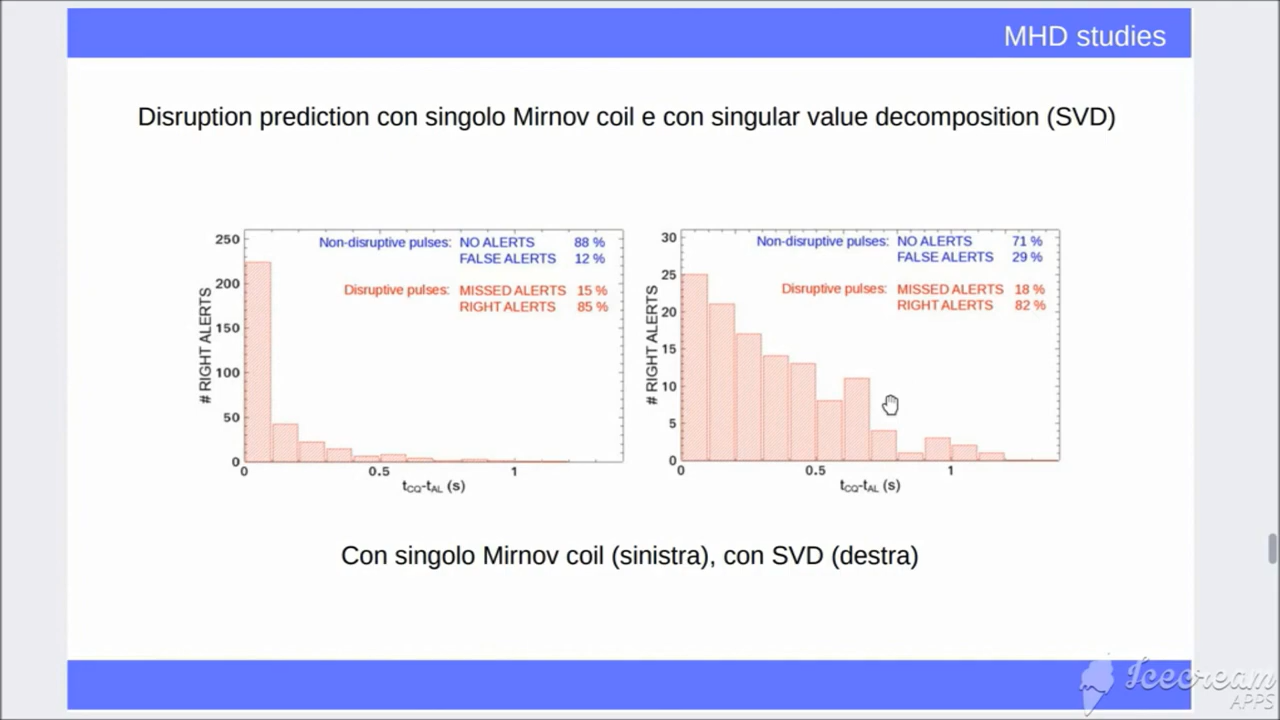 MHD studies
Disruption prediction con singolo Mirnov coil e con singular value decomposition (SVD)
250
200
150
100
50
0
# RIGHT ALERTS
Non-disruptive pulses: NO ALERTS 88 %
FALSE ALERTS 12 %
Disruptive pulses: MISSED ALERTS 15 %
RIGHT ALERTS 85 %
0 0.5 1
tCQ-tAL (s)
30
25
20
15
10
5
0
# RIGHT ALERTS
Non-disruptive pulses: NO ALERTS 71 %
FALSE ALERTS 29 %
Disruptive pulses: MISSED ALERTS 18 %
RIGHT ALERTS 82 %
0 0.5 1
tCQ-tAL (s)
Con singolo Mirnov coil (sinistra), con SVD (destra)
Icecream
APPS